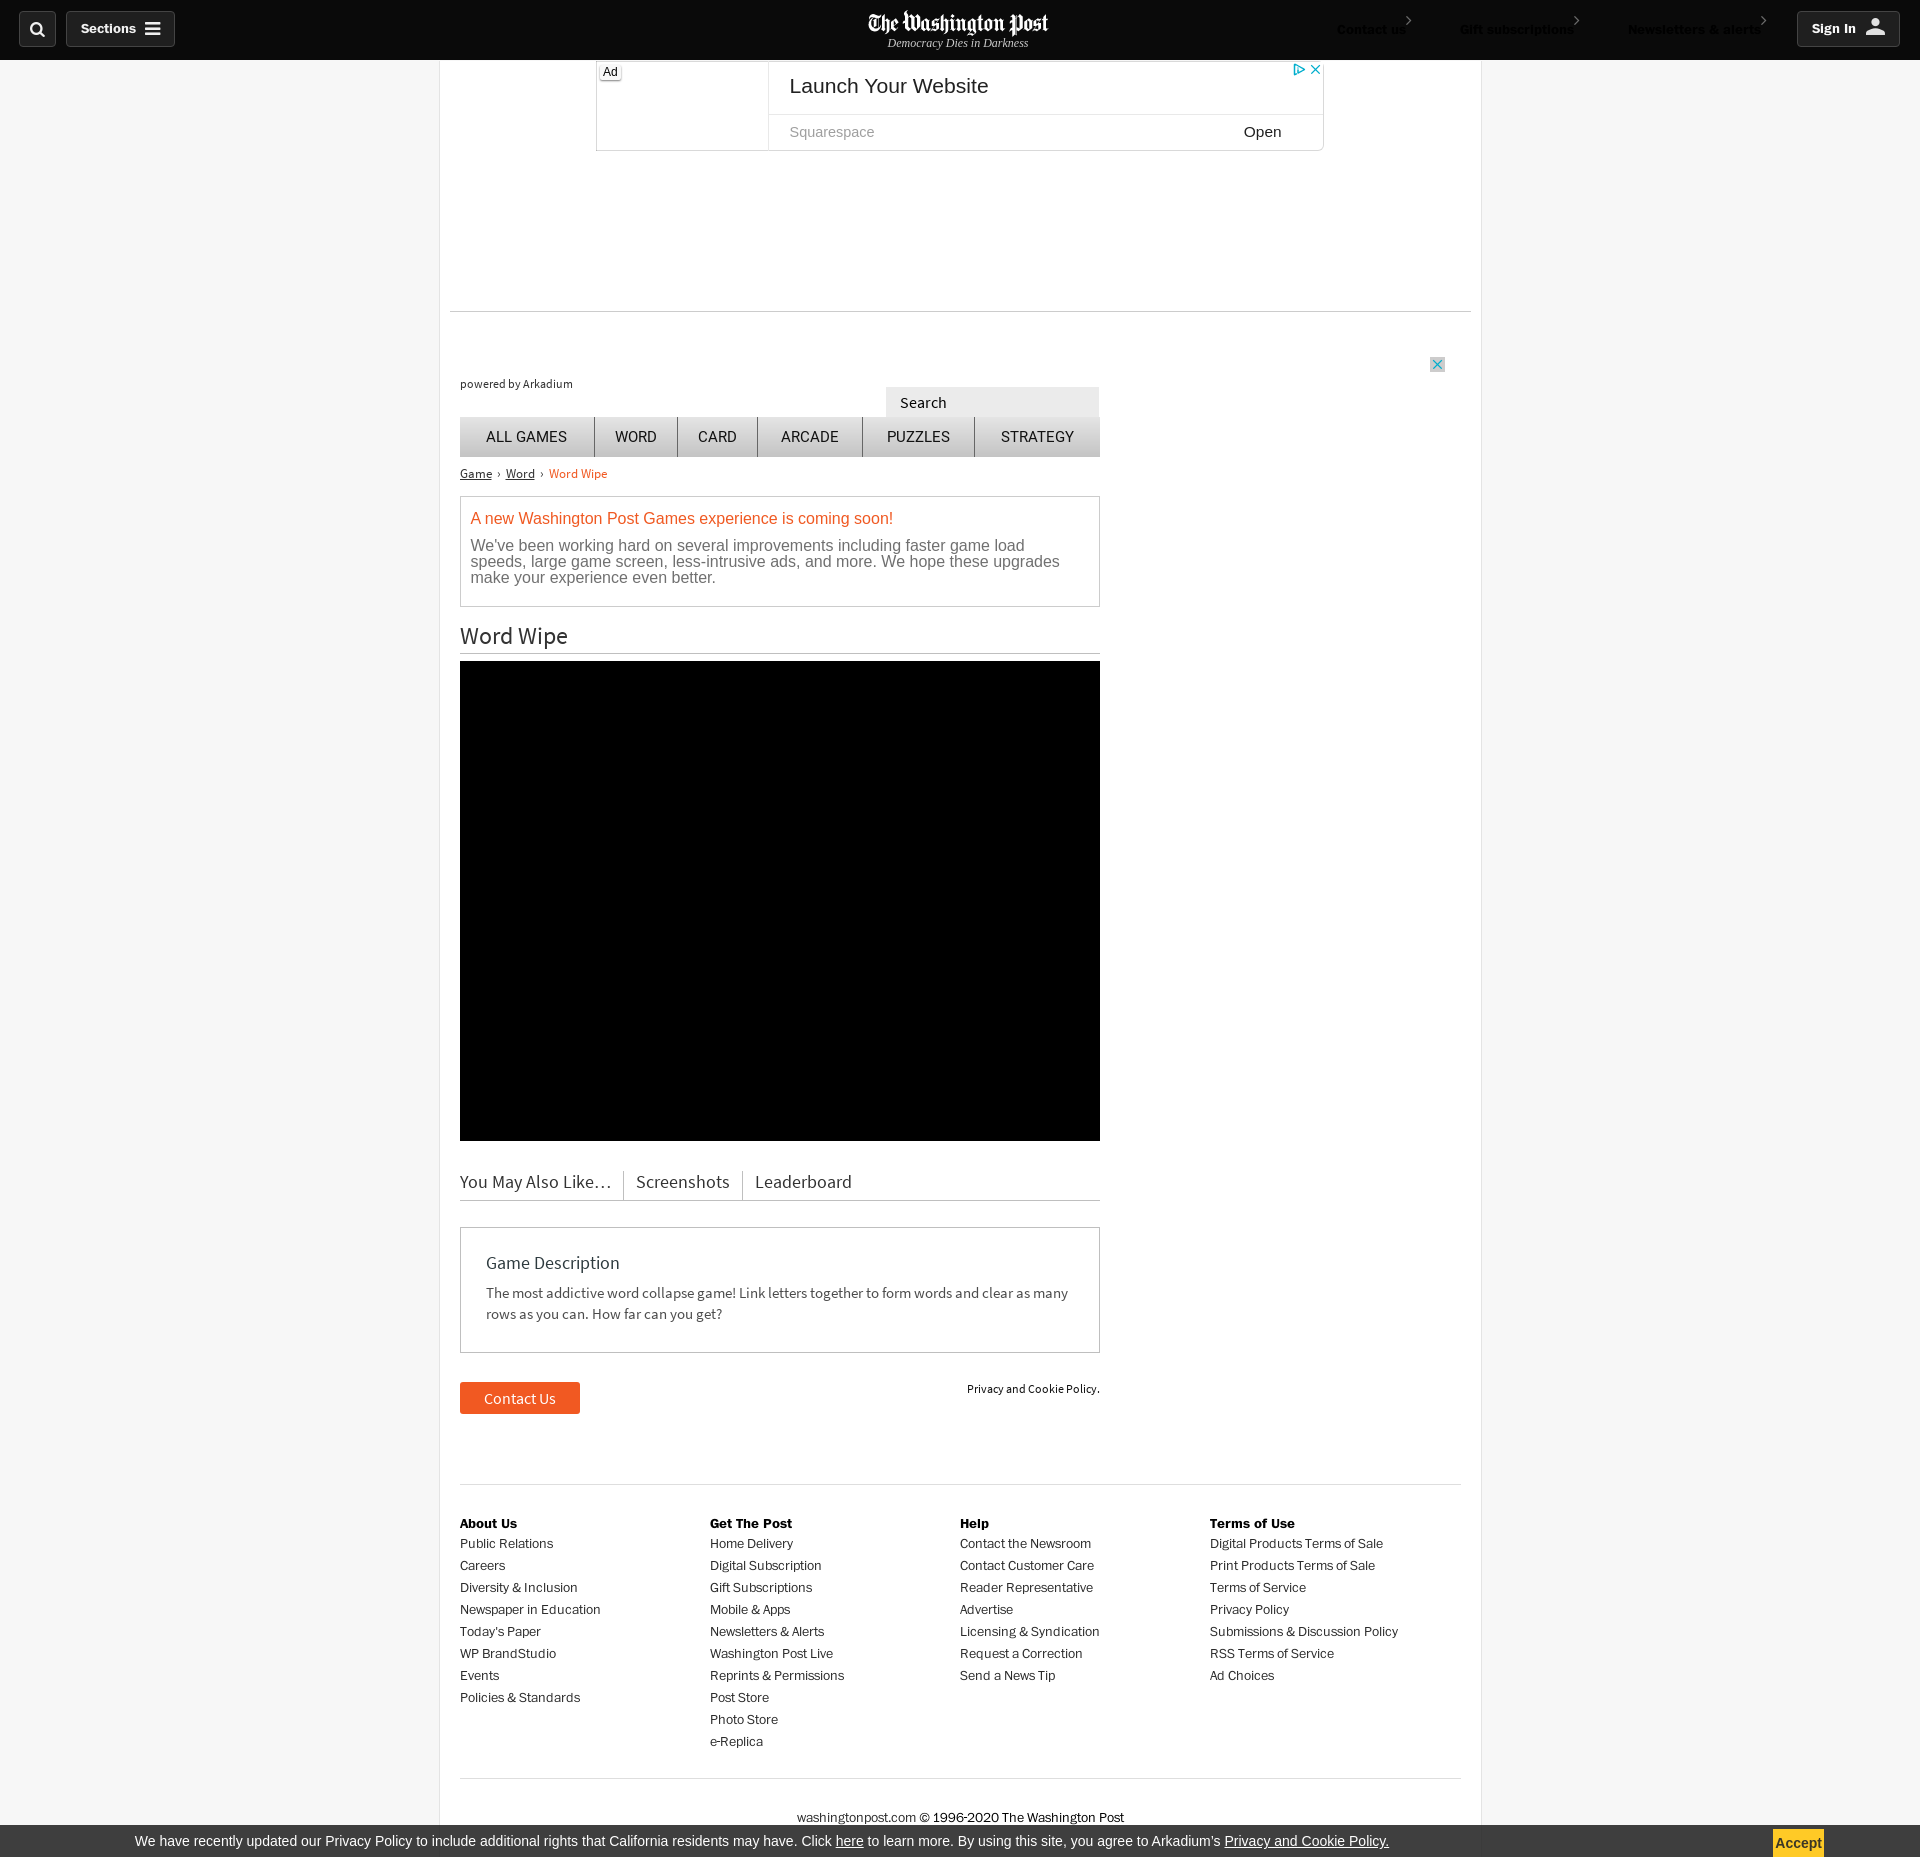 Sections
The Washington Post
Democracy Dies in Darkness
Contact us
Gift subscriptions
Newsletters & alerts
Sign In
Ad
Launch Your Website
Squarespace
Open
powered by Arkadium
Search
ALL GAMES WORD CARD ARCADE PUZZLES STRATEGY
Game › Word › Word Wipe
A new Washington Post Games experience is coming soon!
We've been working hard on several improvements including faster game load
speeds, large game screen, less-intrusive ads, and more. We hope these upgrades
make your experience even better.
Word Wipe
You May Also Like… Screenshots Leaderboard
Game Description
The most addictive word collapse game! Link letters together to form words and clear as many
rows as you can. How far can you get?
Contact Us
Privacy and Cookie Policy.
About Us
Public Relations
Careers
Diversity & Inclusion
Newspaper in Education
Today's Paper
WP BrandStudio
Events
Policies & Standards
Get The Post
Home Delivery
Digital Subscription
Gift Subscriptions
Mobile & Apps
Newsletters & Alerts
Washington Post Live
Reprints & Permissions
Post Store
Photo Store
e-Replica
Help
Contact the Newsroom
Contact Customer Care
Reader Representative
Advertise
Licensing & Syndication
Request a Correction
Send a News Tip
Terms of Use
Digital Products Terms of Sale
Print Products Terms of Sale
Terms of Service
Privacy Policy
Submissions & Discussion Policy
RSS Terms of Service
Ad Choices
washingtonpost.com © 1996-2020 The Washington Post
We have recently updated our Privacy Policy to include additional rights that California residents may have. Click here to learn more. By using this site, you agree to Arkadium's Privacy and Cookie Policy.
Accept